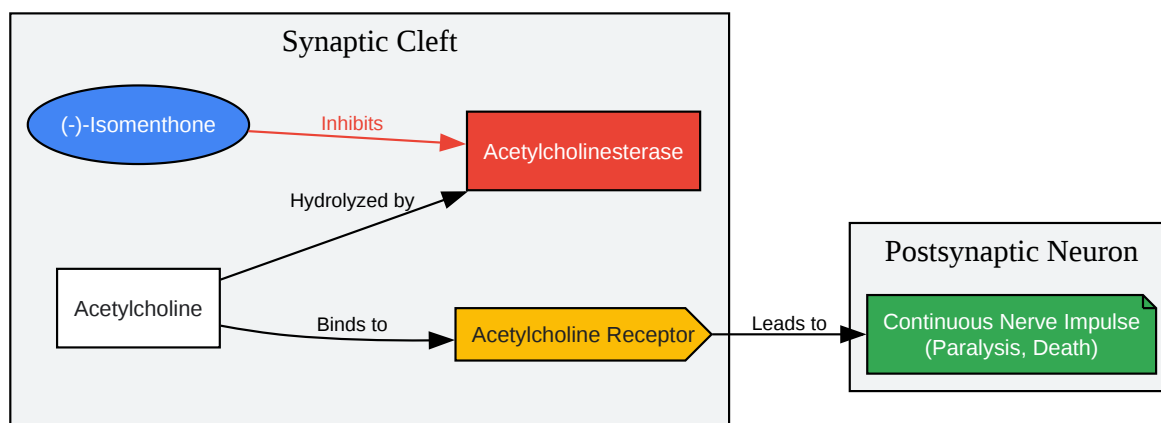 Synaptic Cleft
(-)-Isomenthone
Inhibits
Acetylcholinesterase
Hydrolyzed by
Acetylcholine
Binds to
Acetylcholine Receptor
Leads to
Postsynaptic Neuron
Continuous Nerve Impulse
(Paralysis, Death)